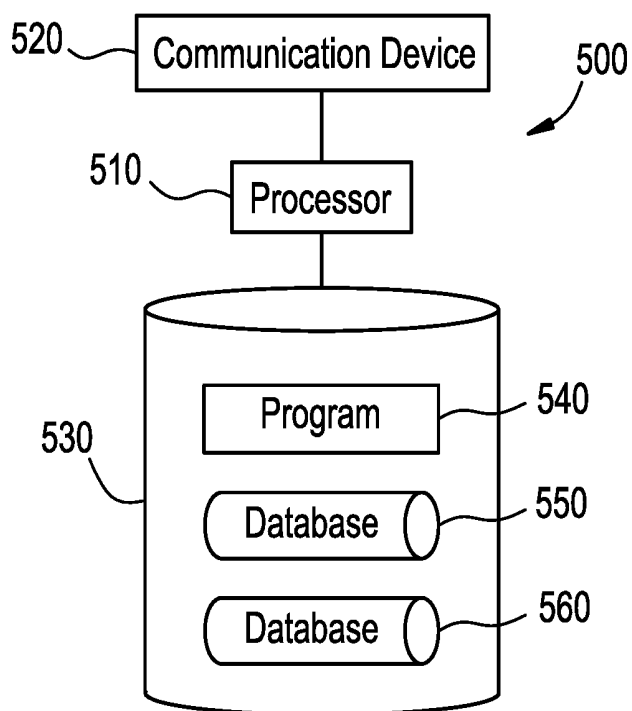 520
Communication Device
500
510
Processor
530
Program
540
Database
550
Database
560